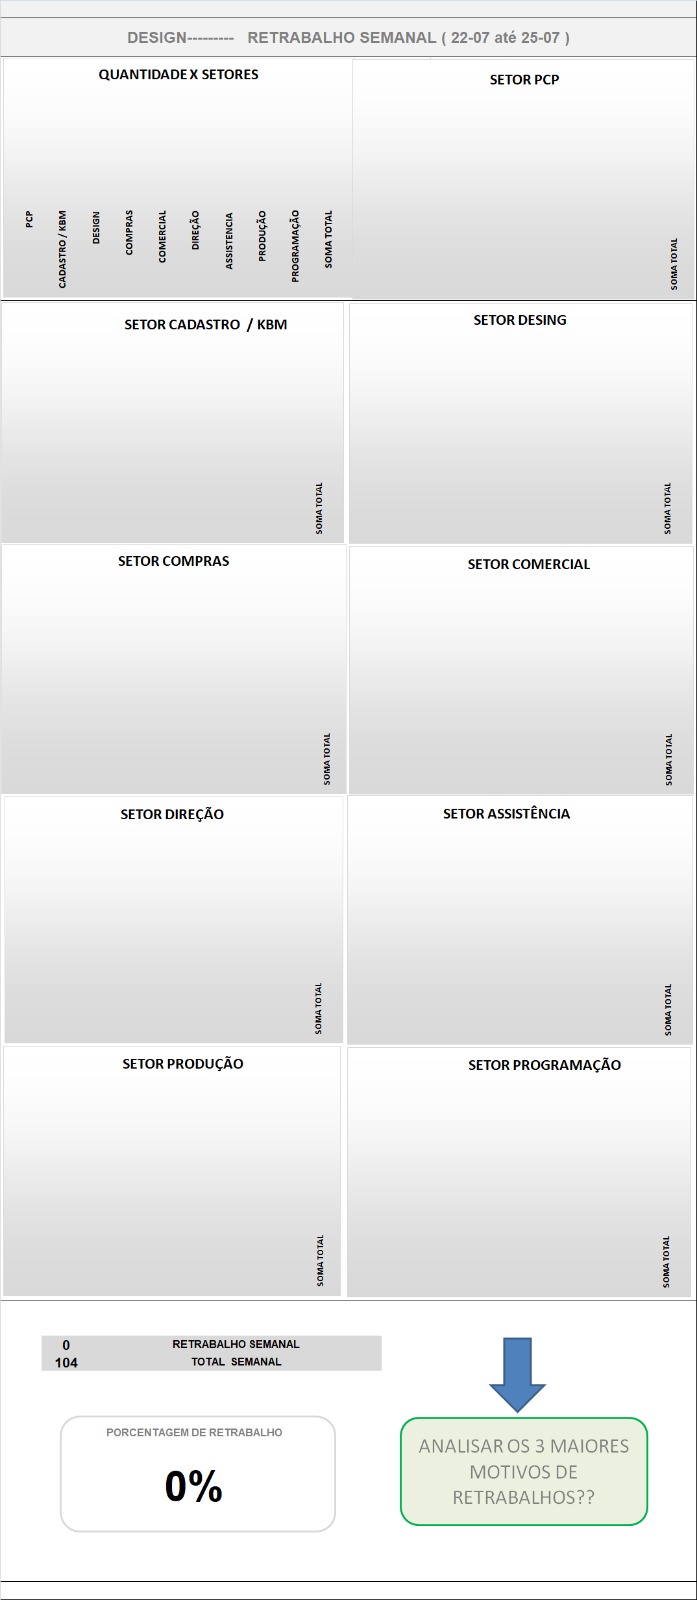 DESIGN--------- RETRABALHO SEMANAL ( 22-07 até 25-07 )
QUANTIDADE X SETORES
PCP
CADASTRO / KBM
DESIGN
COMPRAS
COMERCIAL
DIREÇÃO
ASSISTENCIA
PRODUÇÃO
PROGRAMAÇÃO
SOMA TOTAL
SETOR PCP
SOMA TOTAL
SETOR CADASTRO / KBM
SOMA TOTAL
SETOR DESING
SOMA TOTAL
SETOR COMPRAS
SOMA TOTAL
SETOR COMERCIAL
SOMA TOTAL
SETOR DIREÇÃO
SOMA TOTAL
SETOR ASSISTÊNCIA
SOMA TOTAL
SETOR PRODUÇÃO
SOMA TOTAL
SETOR PROGRAMAÇÃO
SOMA TOTAL
0 RETRABALHO SEMANAL
104 TOTAL SEMANAL
PORCENTAGEM DE RETRABALHO
0%
ANALISAR OS 3 MAIORES
MOTIVOS DE
RETRABALHOS??